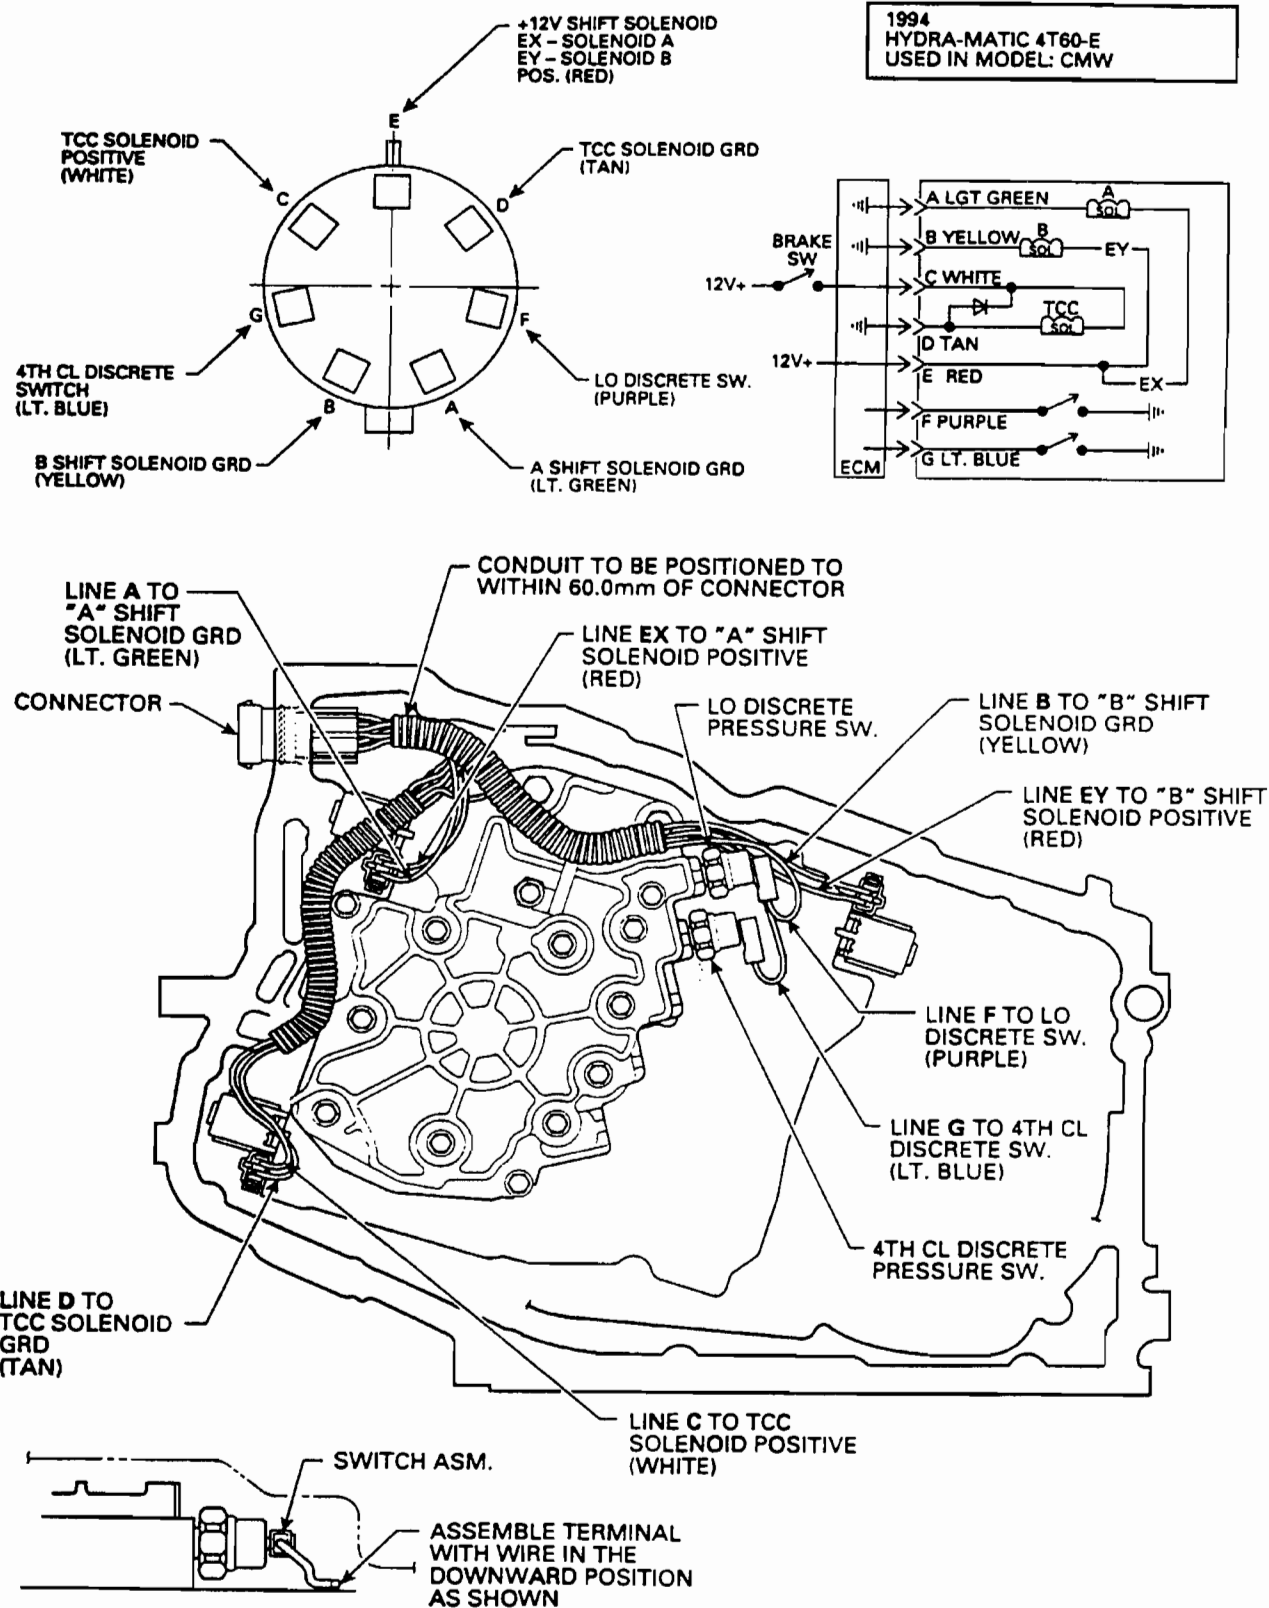 +12V SHIFT SOLENOID
EX – SOLENOID A
EY – SOLENOID B
POS. (RED)
1994
HYDRA-MATIC 4T60-E
USED IN MODEL: CMW
E
TCC SOLENOID
POSITIVE
(WHITE)
TCC SOLENOID GRD
(TAN)
C
D
G
F
4TH CL DISCRETE
SWITCH
(LT. BLUE)
LO DISCRETE SW.
(PURPLE)
B
A
B SHIFT SOLENOID GRD
(YELLOW)
A SHIFT SOLENOID GRD
(LT. GREEN)
A LGT GREEN
A
SOL
B YELLOW
B
SOL
EY
BRAKE
SW
12V+
C WHITE
TCC
SOL
D TAN
12V+
E RED
EX
F PURPLE
G LT. BLUE
ECM
CONDUIT TO BE POSITIONED TO
WITHIN 60.0mm OF CONNECTOR
LINE A TO
"A" SHIFT
SOLENOID GRD
(LT. GREEN)
LINE EX TO "A" SHIFT
SOLENOID POSITIVE
(RED)
CONNECTOR
LO DISCRETE
PRESSURE SW.
LINE B TO "B" SHIFT
SOLENOID GRD
(YELLOW)
LINE EY TO "B" SHIFT
SOLENOID POSITIVE
(RED)
LINE F TO LO
DISCRETE SW.
(PURPLE)
LINE G TO 4TH CL
DISCRETE SW.
(LT. BLUE)
4TH CL DISCRETE
PRESSURE SW.
LINE D TO
TCC SOLENOID
GRD
(TAN)
LINE C TO TCC
SOLENOID POSITIVE
(WHITE)
SWITCH ASM.
ASSEMBLE TERMINAL
WITH WIRE IN THE
DOWNWARD POSITION
AS SHOWN